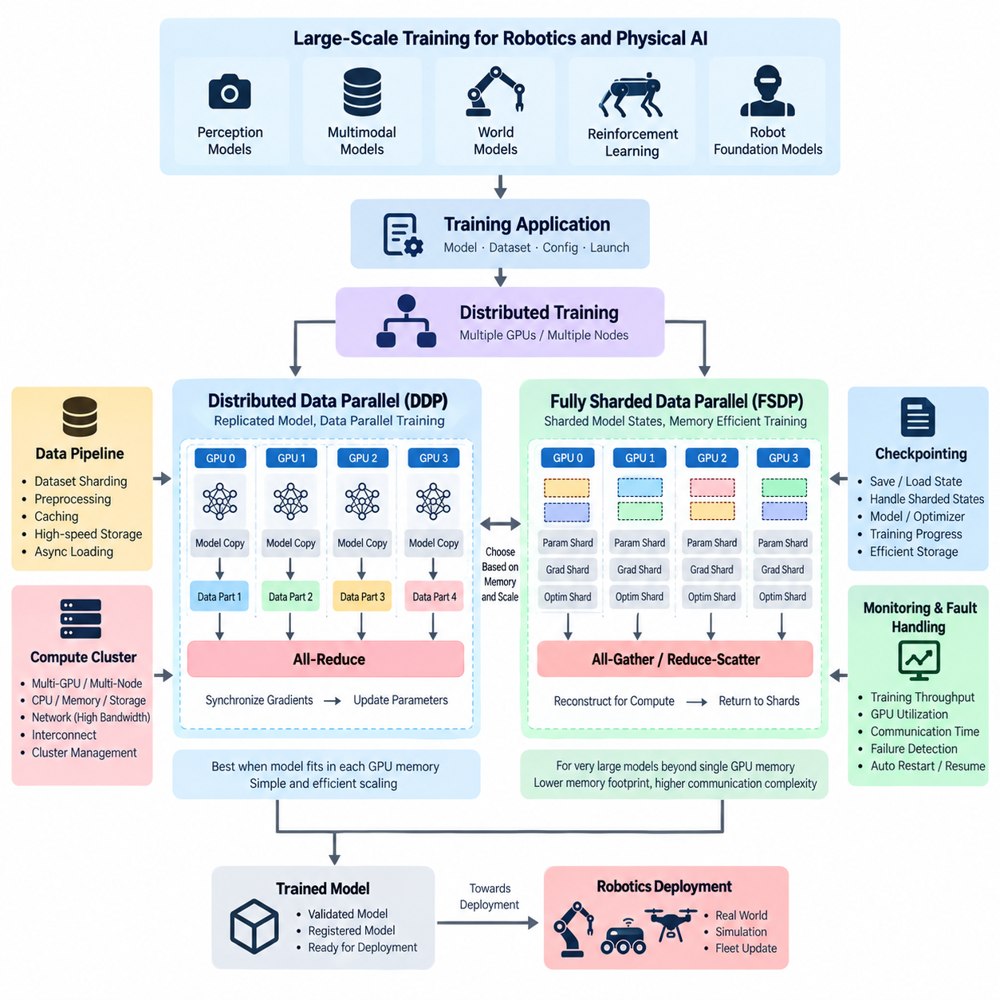 Large-Scale Training for Robotics and Physical AI
Perception
Models
Multimodal
Models
World
Models
Reinforcement
Learning
Robot
Foundation Models
Training Application
Model · Dataset · Config · Launch
Distributed Training
Multiple GPUs / Multiple Nodes
Data Pipeline
• Dataset Sharding
• Preprocessing
• Caching
• High-speed Storage
• Async Loading
Compute Cluster
• Multi-GPU / Multi-Node
• CPU / Memory / Storage
• Network (High Bandwidth)
• Interconnect
• Cluster Management
Distributed Data Parallel (DDP)
Replicated Model, Data Parallel Training
GPU 0
GPU 1
GPU 2
GPU 3
Model Copy
Model Copy
Model Copy
Model Copy
Data Part 1
Data Part 2
Data Part 3
Data Part 4
All-Reduce
Synchronize Gradients → Update Parameters
Best when model fits in each GPU memory
Simple and efficient scaling
Choose
Based on
Memory
and Scale
Fully Sharded Data Parallel (FSDP)
Sharded Model States, Memory Efficient Training
GPU 0
GPU 1
GPU 2
GPU 3
Param Shard
Param Shard
Param Shard
Param Shard
Grad Shard
Grad Shard
Grad Shard
Grad Shard
Optim Shard
Optim Shard
Optim Shard
Optim Shard
All-Gather / Reduce-Scatter
Reconstruct for Compute → Return to Shards
For very large models beyond single GPU memory
Lower memory footprint, higher communication complexity
Checkpointing
• Save / Load State
• Handle Sharded States
• Model / Optimizer
• Training Progress
• Efficient Storage
Monitoring & Fault
Handling
• Training Throughput
• GPU Utilization
• Communication Time
• Failure Detection
• Auto Restart / Resume
Trained Model
• Validated Model
• Registered Model
• Ready for Deployment
Towards
Deployment
Robotics Deployment
• Real World
• Simulation
• Fleet Update